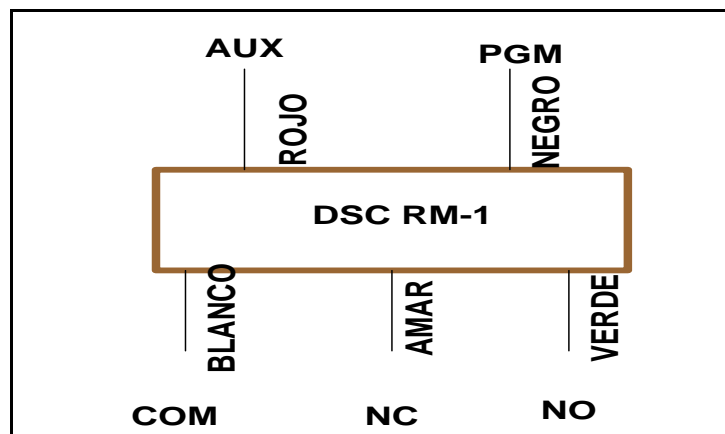 AUX
PGM
ROJO
NEGRO
DSC RM-1
BLANCO
AMAR
VERDE
COM
NC
NO